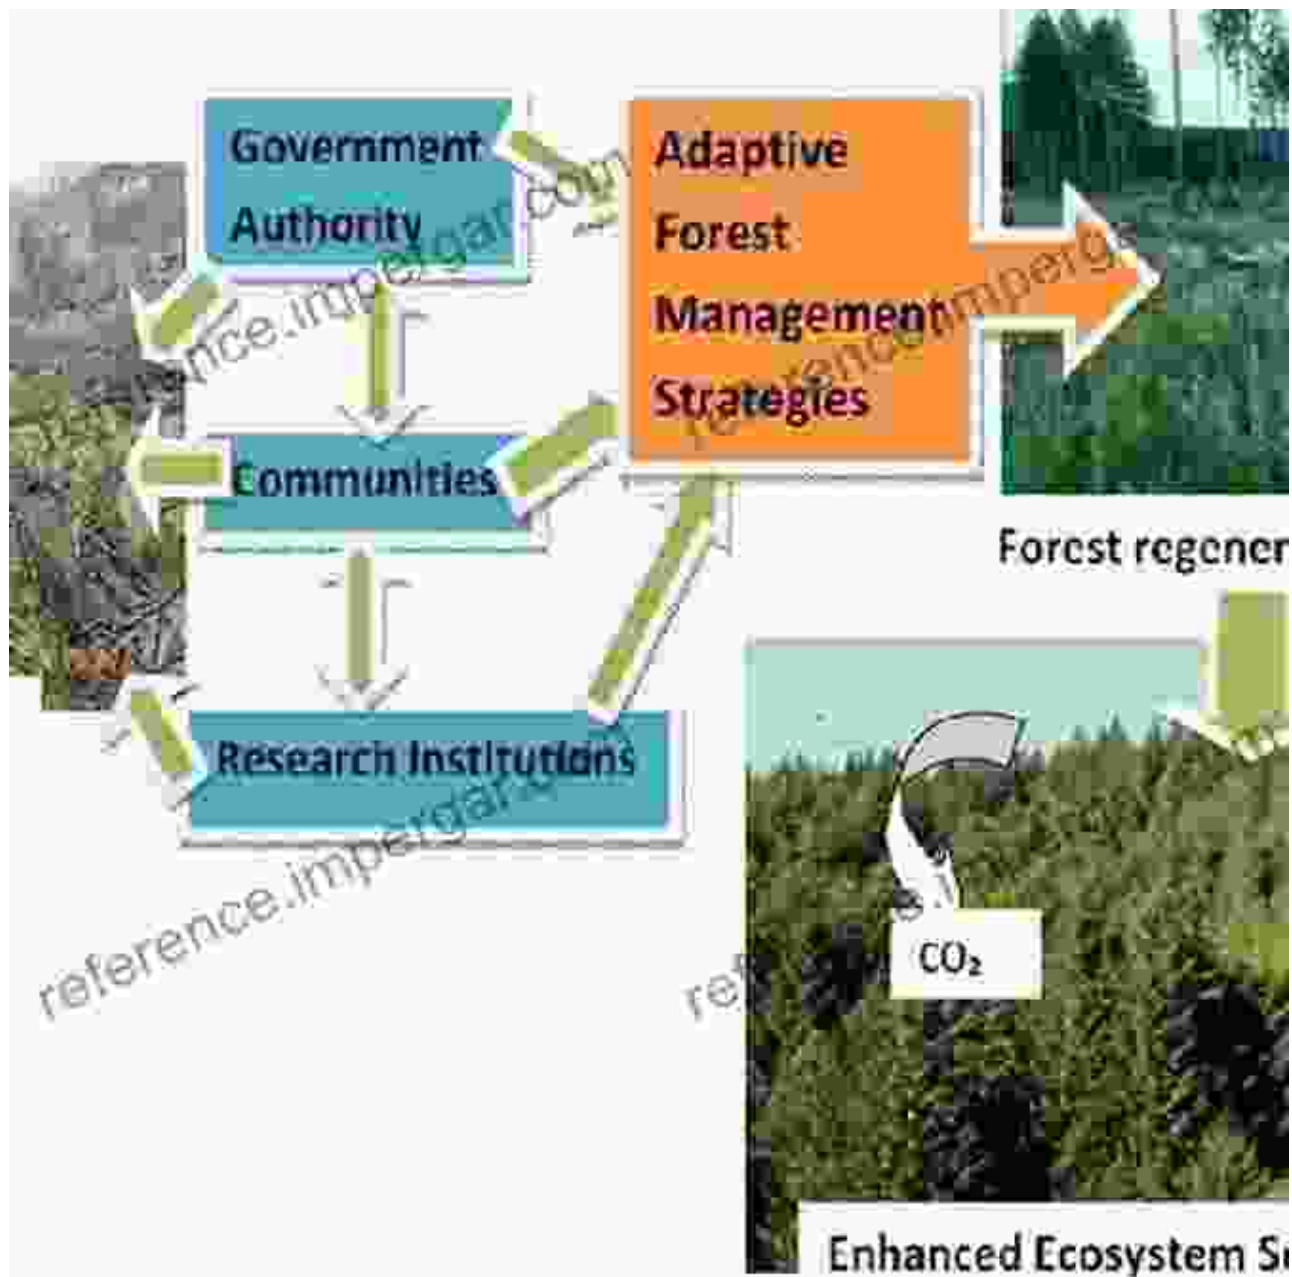 Government
Authority
Adaptive
Forest
Management
Strategies
Communities
Forest regener
Research Institutions
CO₂
Enhanced Ecosystem
reference.impergar.com